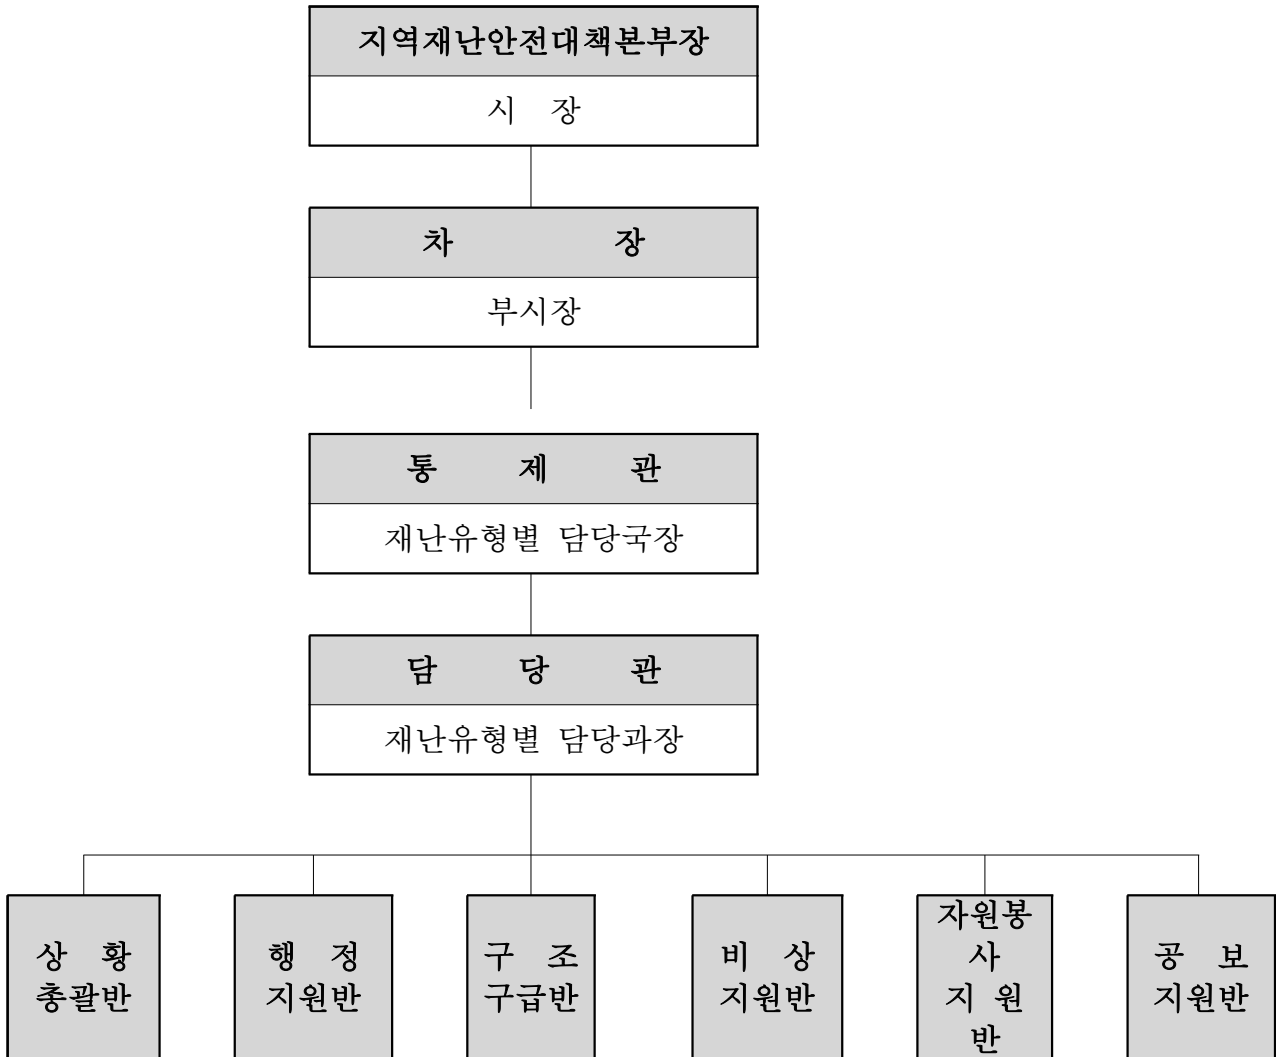 지역재난안전대책본부장
시 장
차 장
부시장
통 제 관
재난유형별 담당국장
담 당 관
재난유형별 담당과장
상 황
총괄반
행 정
지원반
구 조
구급반
비 상
지원반
자원봉
사
지 원
반
공 보
지원반